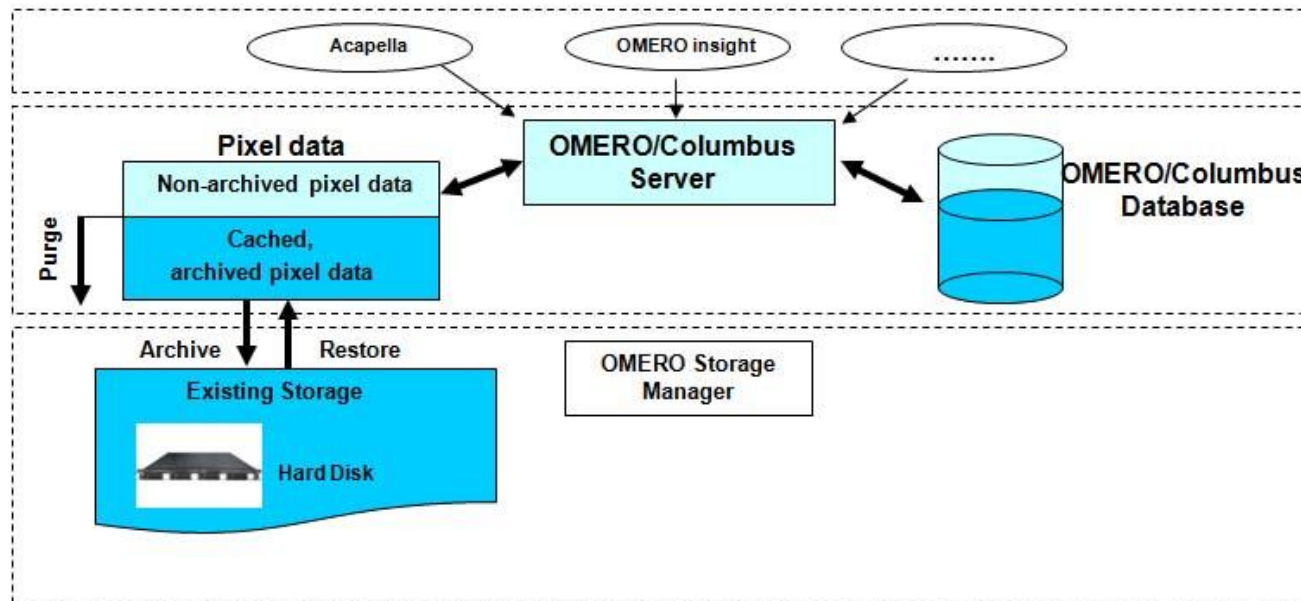 Acapella
OMERO insight
.......
Pixel data
Non-archived pixel data
Cached,
archived pixel data
Purge
OMERO/Columbus
Server
OMERO/Columbus
Database
Archive
Restore
Existing Storage
Hard Disk
OMERO Storage
Manager